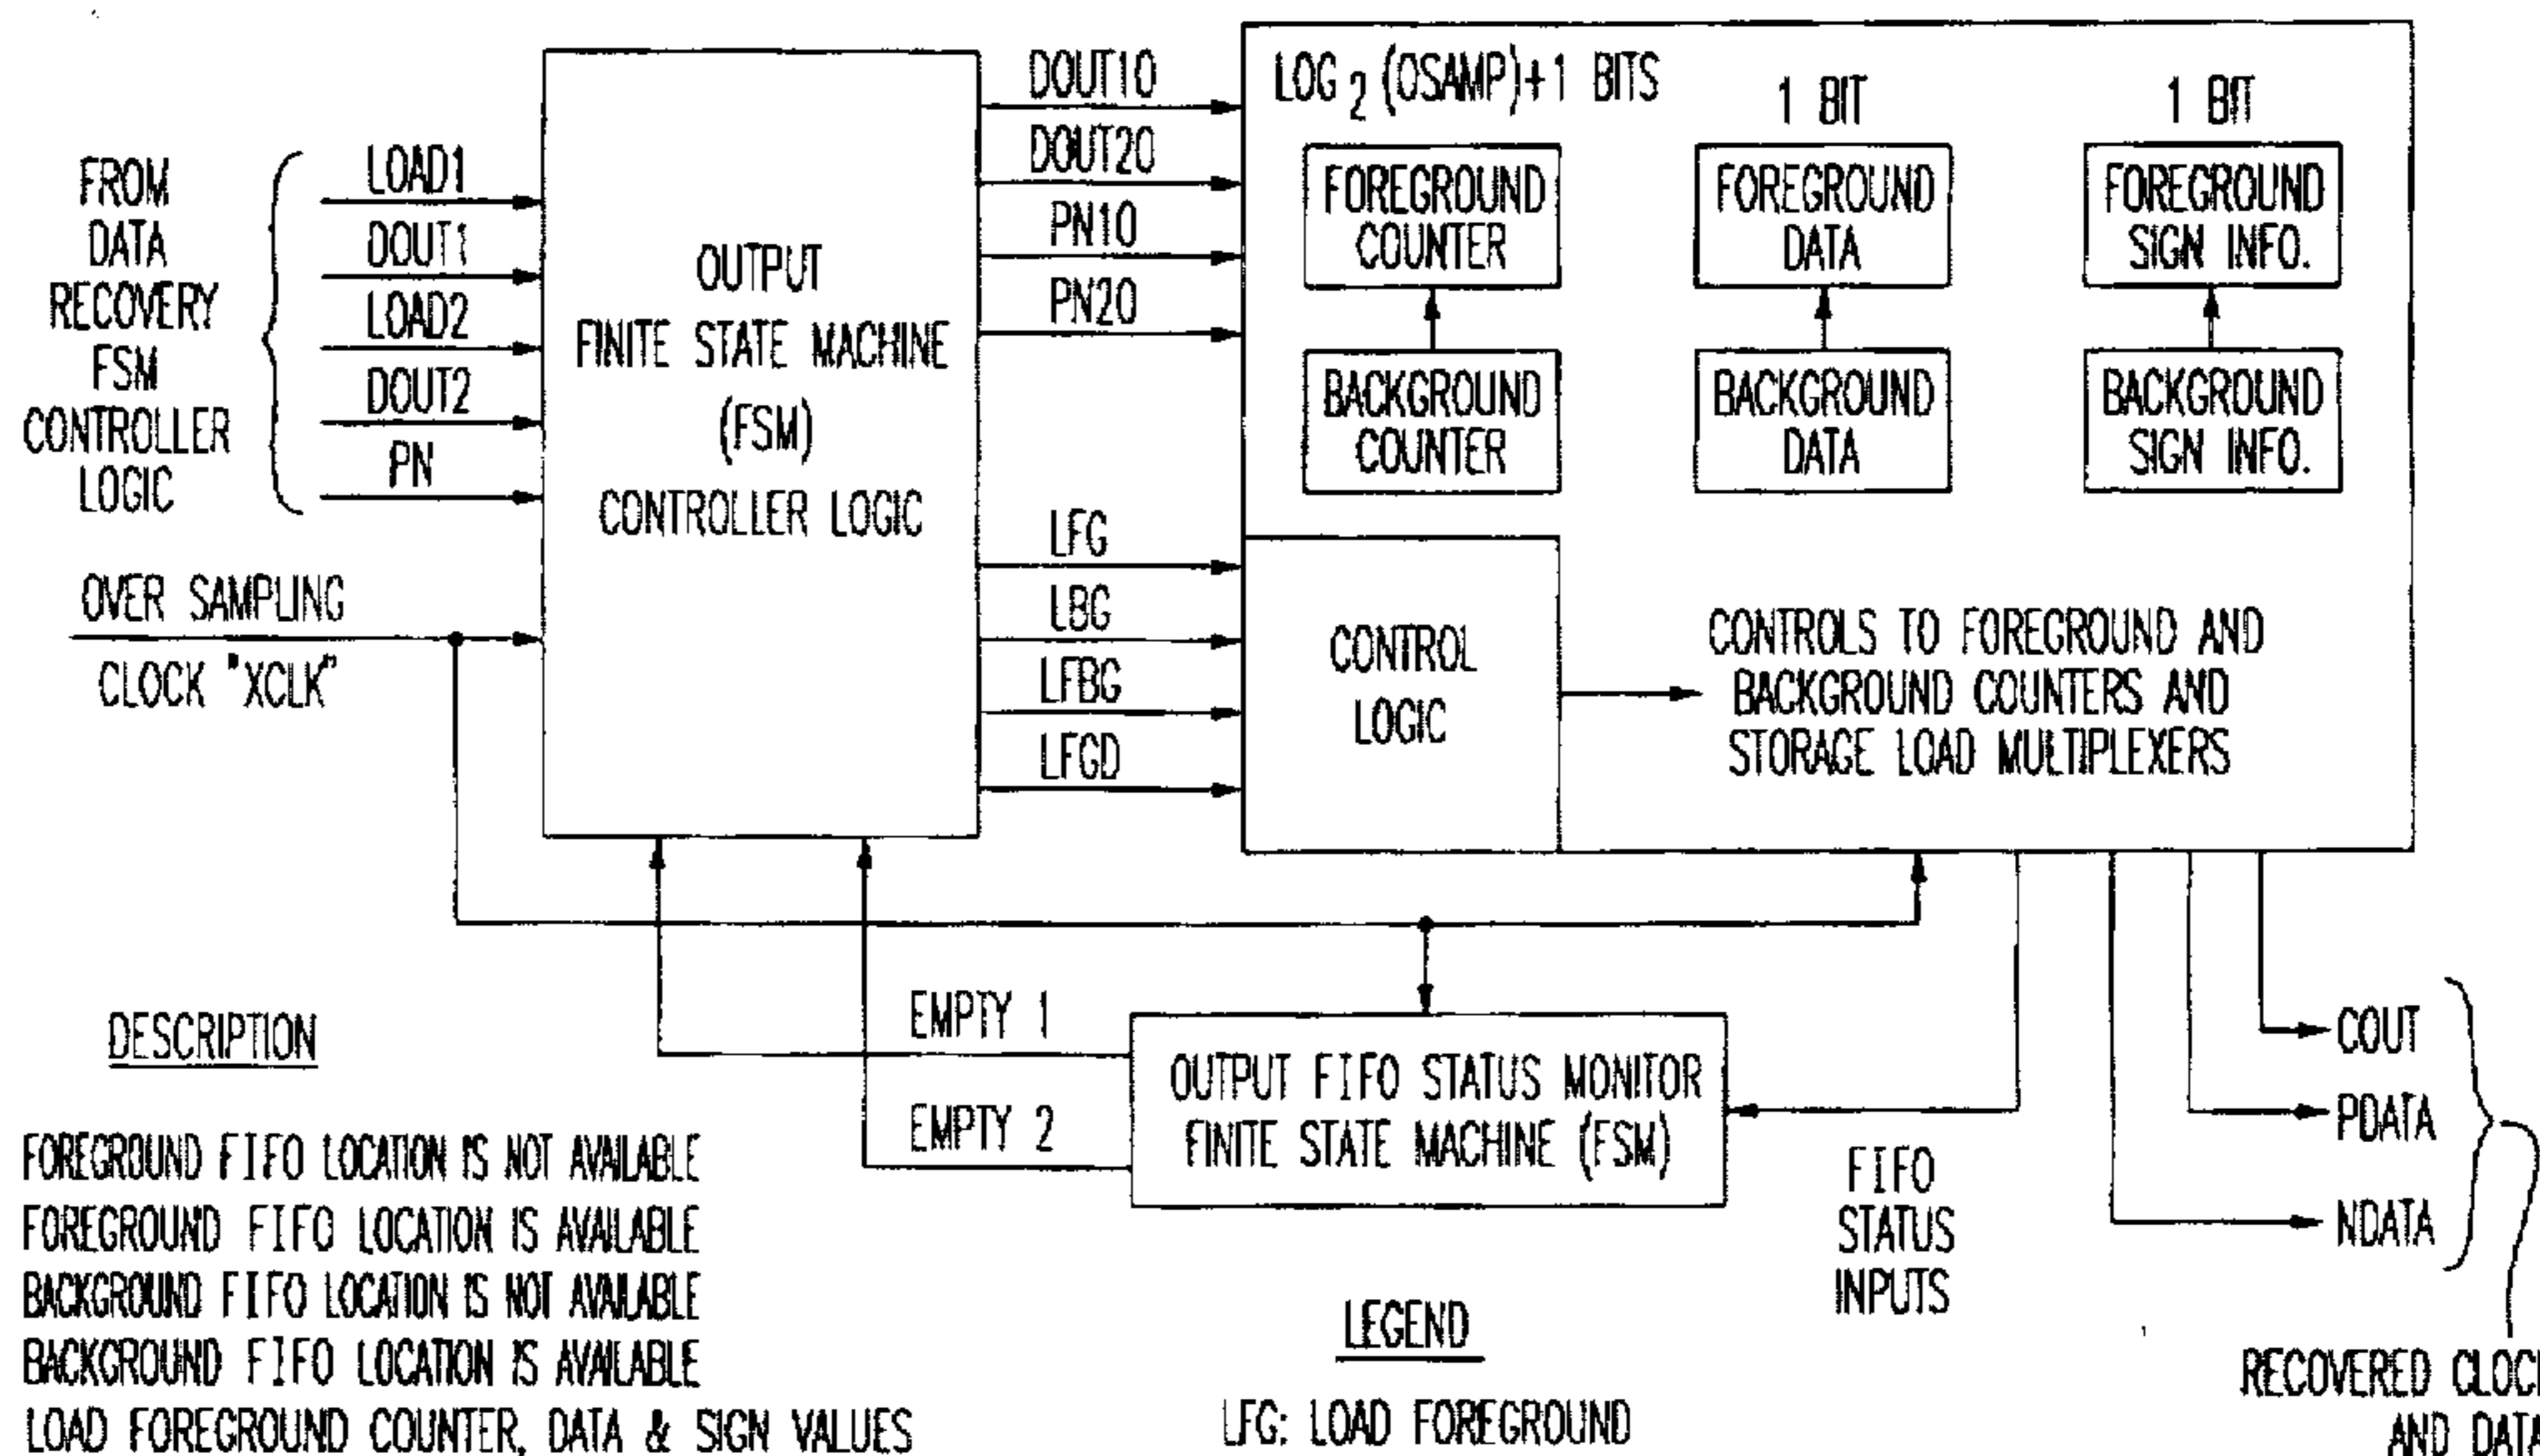 FROM
DATA
RECOVERY
FSM
CONTROLLER
LOGIC
LOAD1
DOUT1
LOAD2
DOUT2
PN
OVER SAMPLING
CLOCK "XCLK"
OUTPUT
FINITE STATE MACHINE
(FSM)
CONTROLLER LOGIC
DOUT10
DOUT20
PN10
PN20
LFG
LBG
LFBG
LFGD
LOG2 (OSAMP)+1 BITS
1 BIT
1 BIT
FOREGROUND
COUNTER
FOREGROUND
DATA
FOREGROUND
SIGN INFO.
BACKGROUND
COUNTER
BACKGROUND
DATA
BACKGROUND
SIGN INFO.
CONTROL
LOGIC
CONTROLS TO FOREGROUND AND
BACKGROUND COUNTERS AND
STORAGE LOAD MULTIPLEXERS
EMPTY 1
EMPTY 2
OUTPUT FIFO STATUS MONITOR
FINITE STATE MACHINE (FSM)
FIFO
STATUS
INPUTS
COUT
PDATA
NDATA
RECOVERED CLOCK
AND DATA
DESCRIPTION
FOREGROUND FIFO LOCATION IS NOT AVAILABLE
FOREGROUND FIFO LOCATION IS AVAILABLE
BACKGROUND FIFO LOCATION IS NOT AVAILABLE
BACKGROUND FIFO LOCATION IS AVAILABLE
LOAD FOREGROUND COUNTER, DATA & SIGN VALUES
LEGEND
LFG: LOAD FOREGROUND